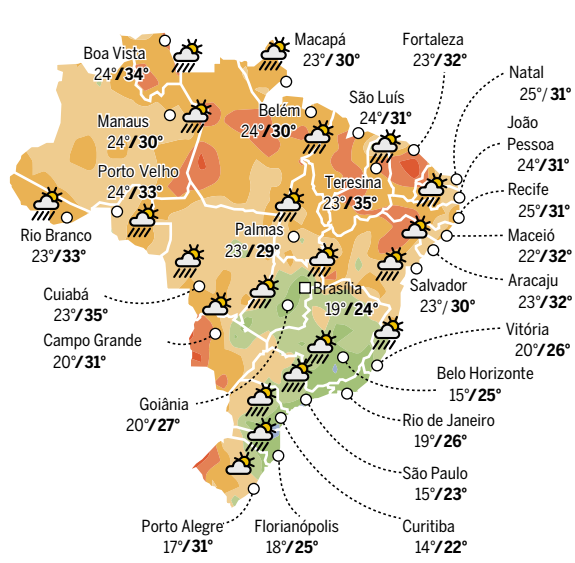 Boa Vista
24°/34°
Macapá
23°/30°
Fortaleza
23°/32°
Natal
25°/31°
São Luís
24°/31°
Belém
24°/30°
Manaus
24°/30°
João
Pessoa
24°/31°
Porto Velho
24°/33°
Teresina
23°/35°
Recife
25°/31°
Rio Branco
23°/33°
Palmas
23°/29°
Maceió
22°/32°
Cuiabá
23°/35°
Brasília
19°/24°
Salvador
23°/30°
Aracaju
23°/32°
Campo Grande
20°/31°
Vitória
20°/26°
Belo Horizonte
15°/25°
Goiânia
20°/27°
Rio de Janeiro
19°/26°
São Paulo
15°/23°
Porto Alegre
17°/31°
Florianópolis
18°/25°
Curitiba
14°/22°